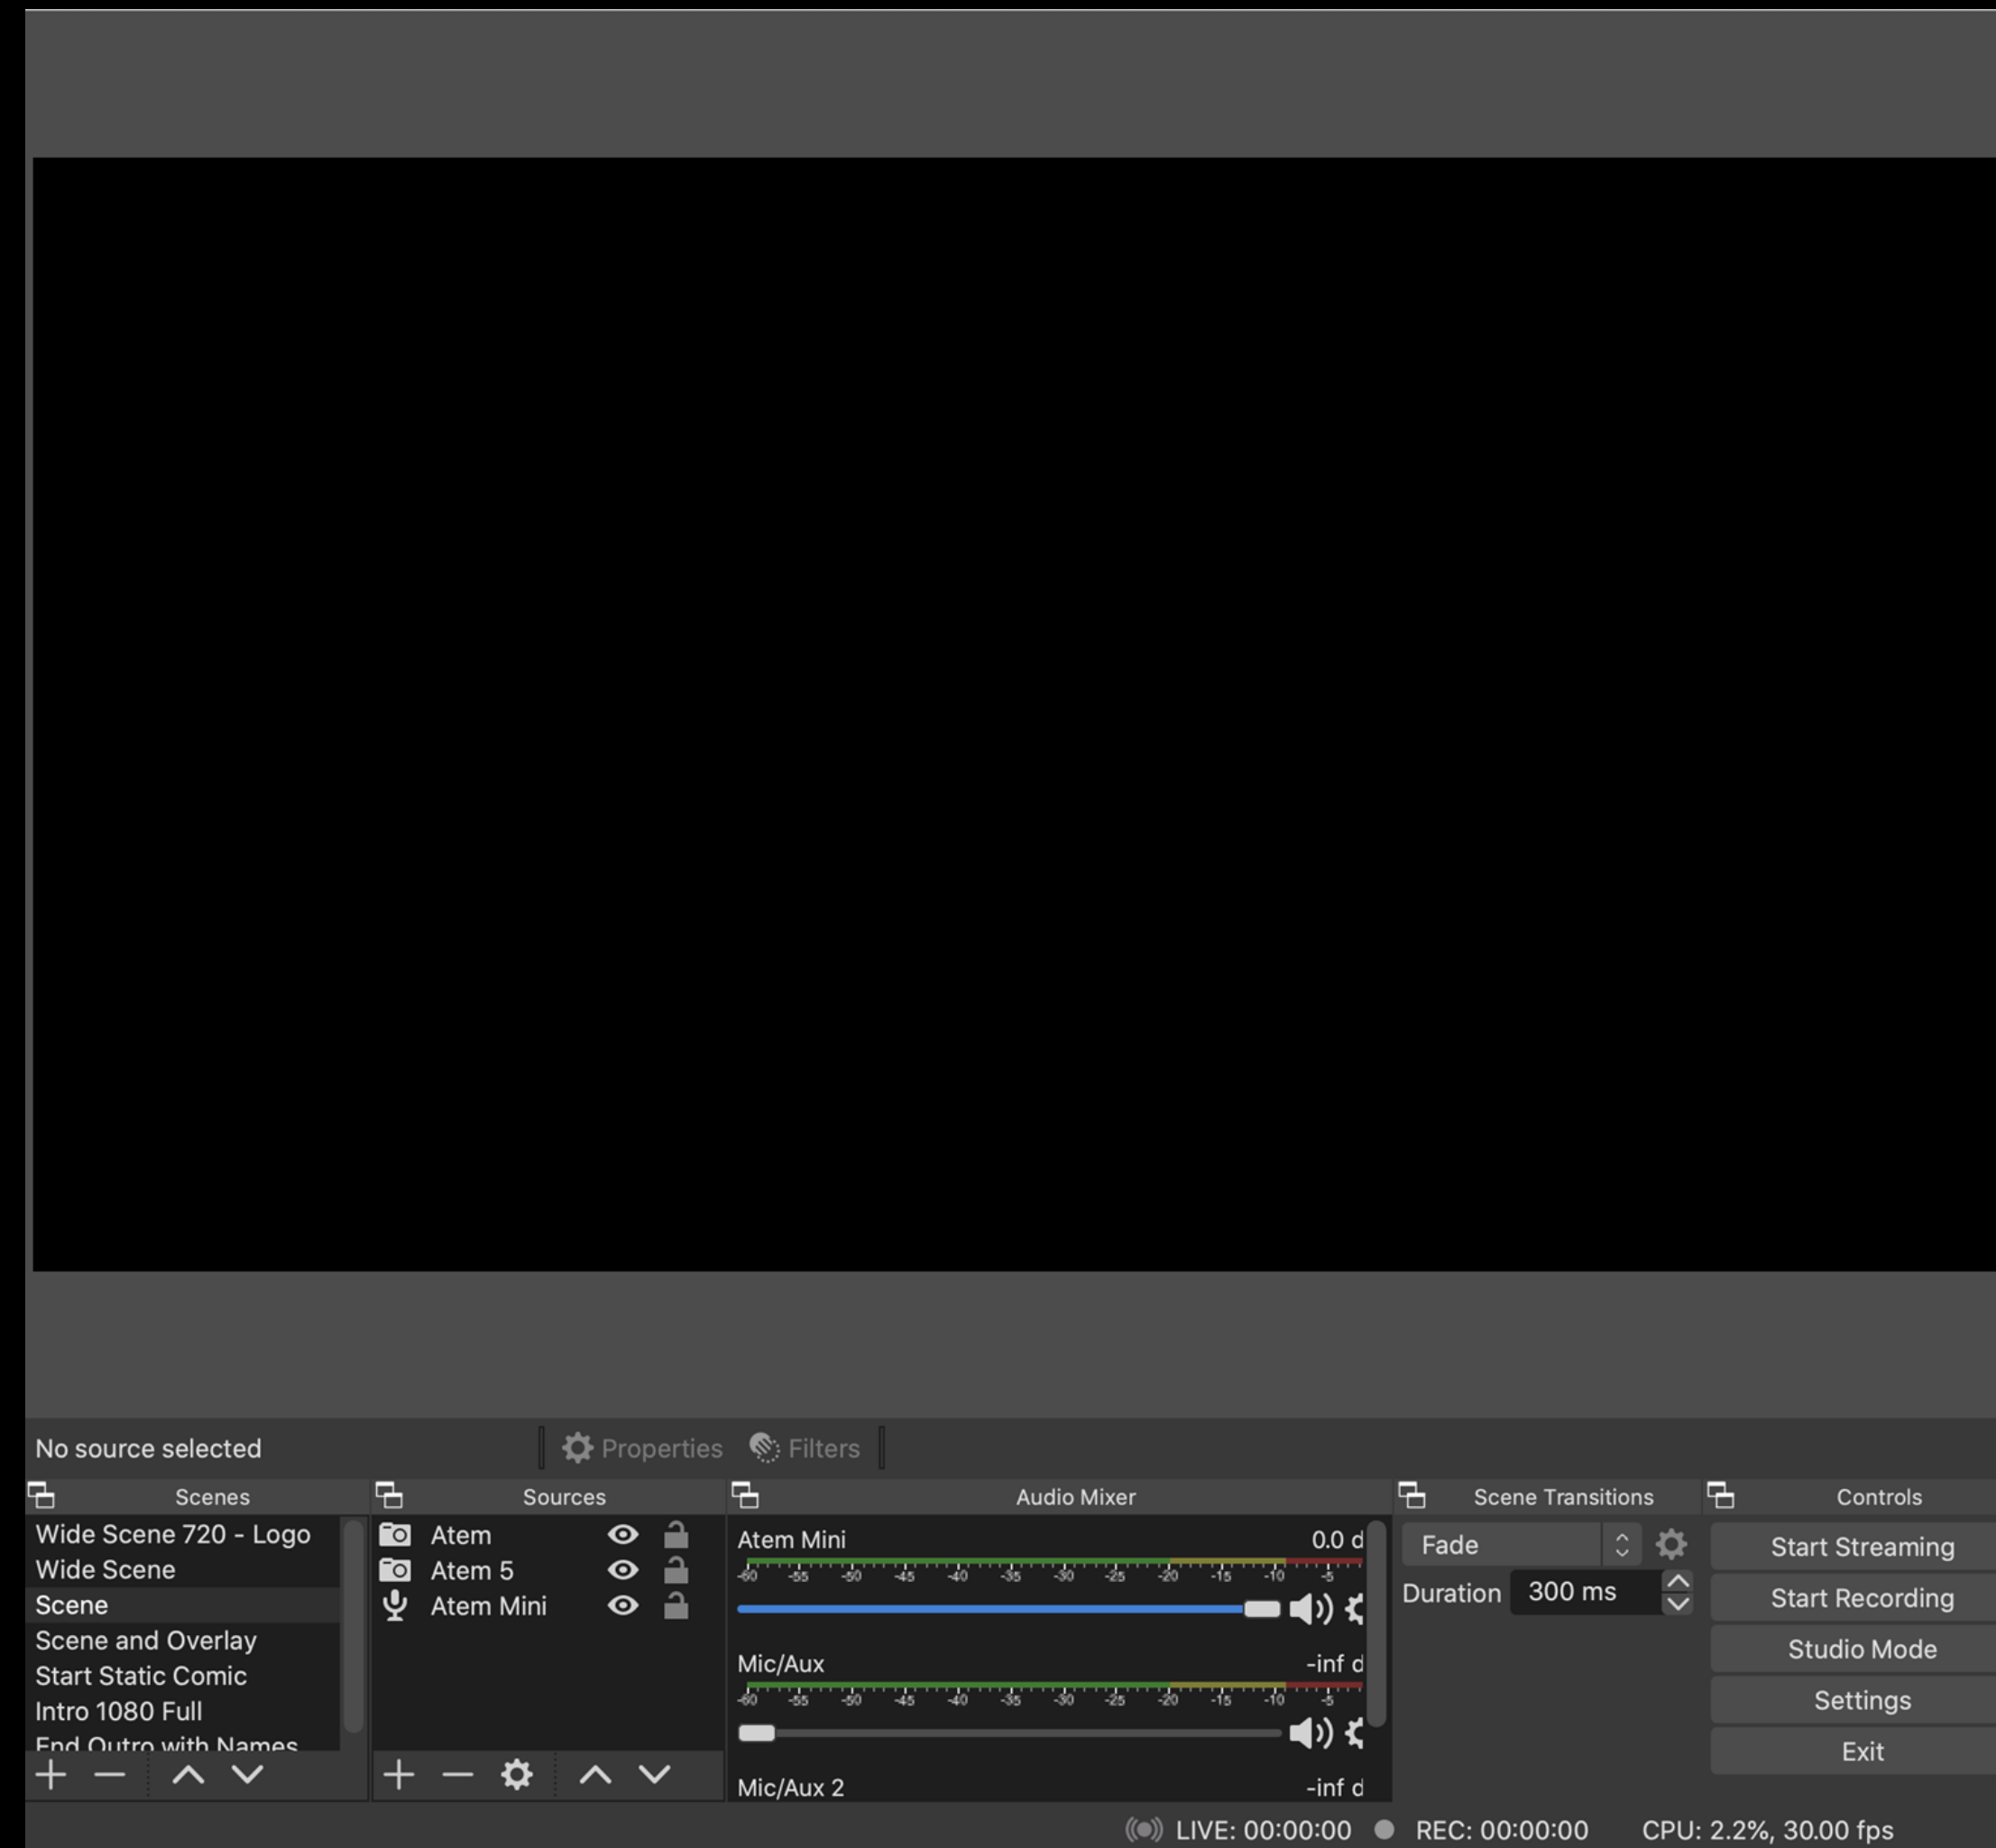 No source selected
Properties
Filters
Scenes
Wide Scene 720 - Logo
Wide Scene
Scene
Scene and Overlay
Start Static Comic
Intro 1080 Full
End Outro with Names
Sources
Atem
Atem 5
Atem Mini
Audio Mixer
Atem Mini 0.0 d
-60 -55 -50 -45 -40 -35 -30 -25 -20 -15 -10 -5
Mic/Aux -inf d
-60 -55 -50 -45 -40 -35 -30 -25 -20 -15 -10 -5
Mic/Aux 2 -inf d
Scene Transitions
Fade
Duration 300 ms
Controls
Start Streaming
Start Recording
Studio Mode
Settings
Exit
LIVE: 00:00:00 REC: 00:00:00 CPU: 2.2%, 30.00 fps